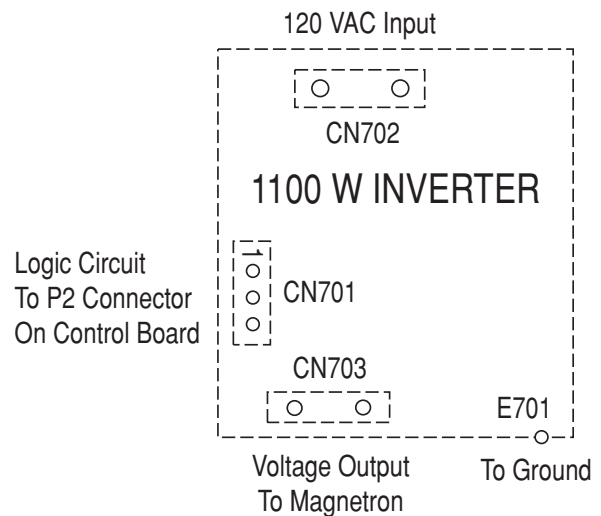 120 VAC Input
CN702
1100 W INVERTER
1
Logic Circuit
To P2 Connector
On Control Board
CN701
CN703
E701
Voltage Output
To Magnetron
To Ground